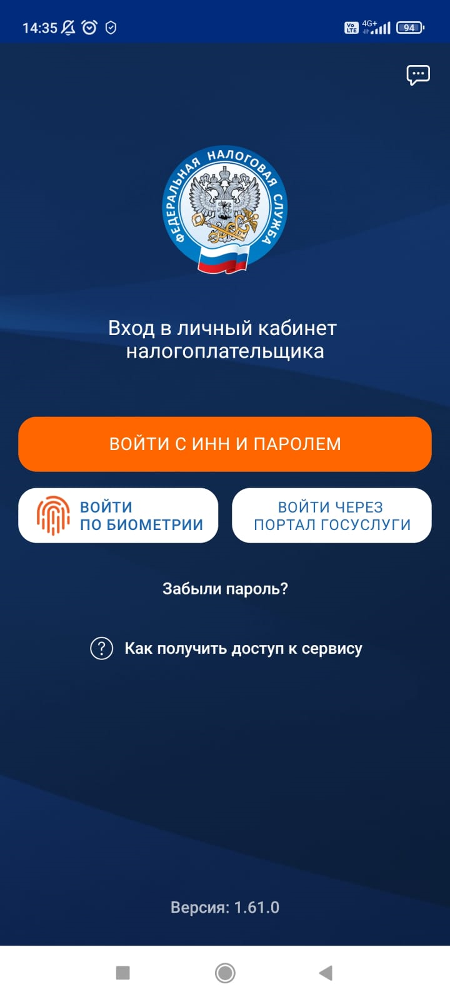 14:35
Vo
LTE
4G+
94
ФЕДЕРАЛЬНАЯ НАЛОГОВАЯ СЛУЖБА
Вход в личный кабинет
налогоплательщика
ВОЙТИ С ИНН И ПАРОЛЕМ
ВОЙТИ
ПО БИОМЕТРИИ
ВОЙТИ ЧЕРЕЗ
ПОРТАЛ ГОСУСЛУГИ
Забыли пароль?
? Как получить доступ к сервису
Версия: 1.61.0